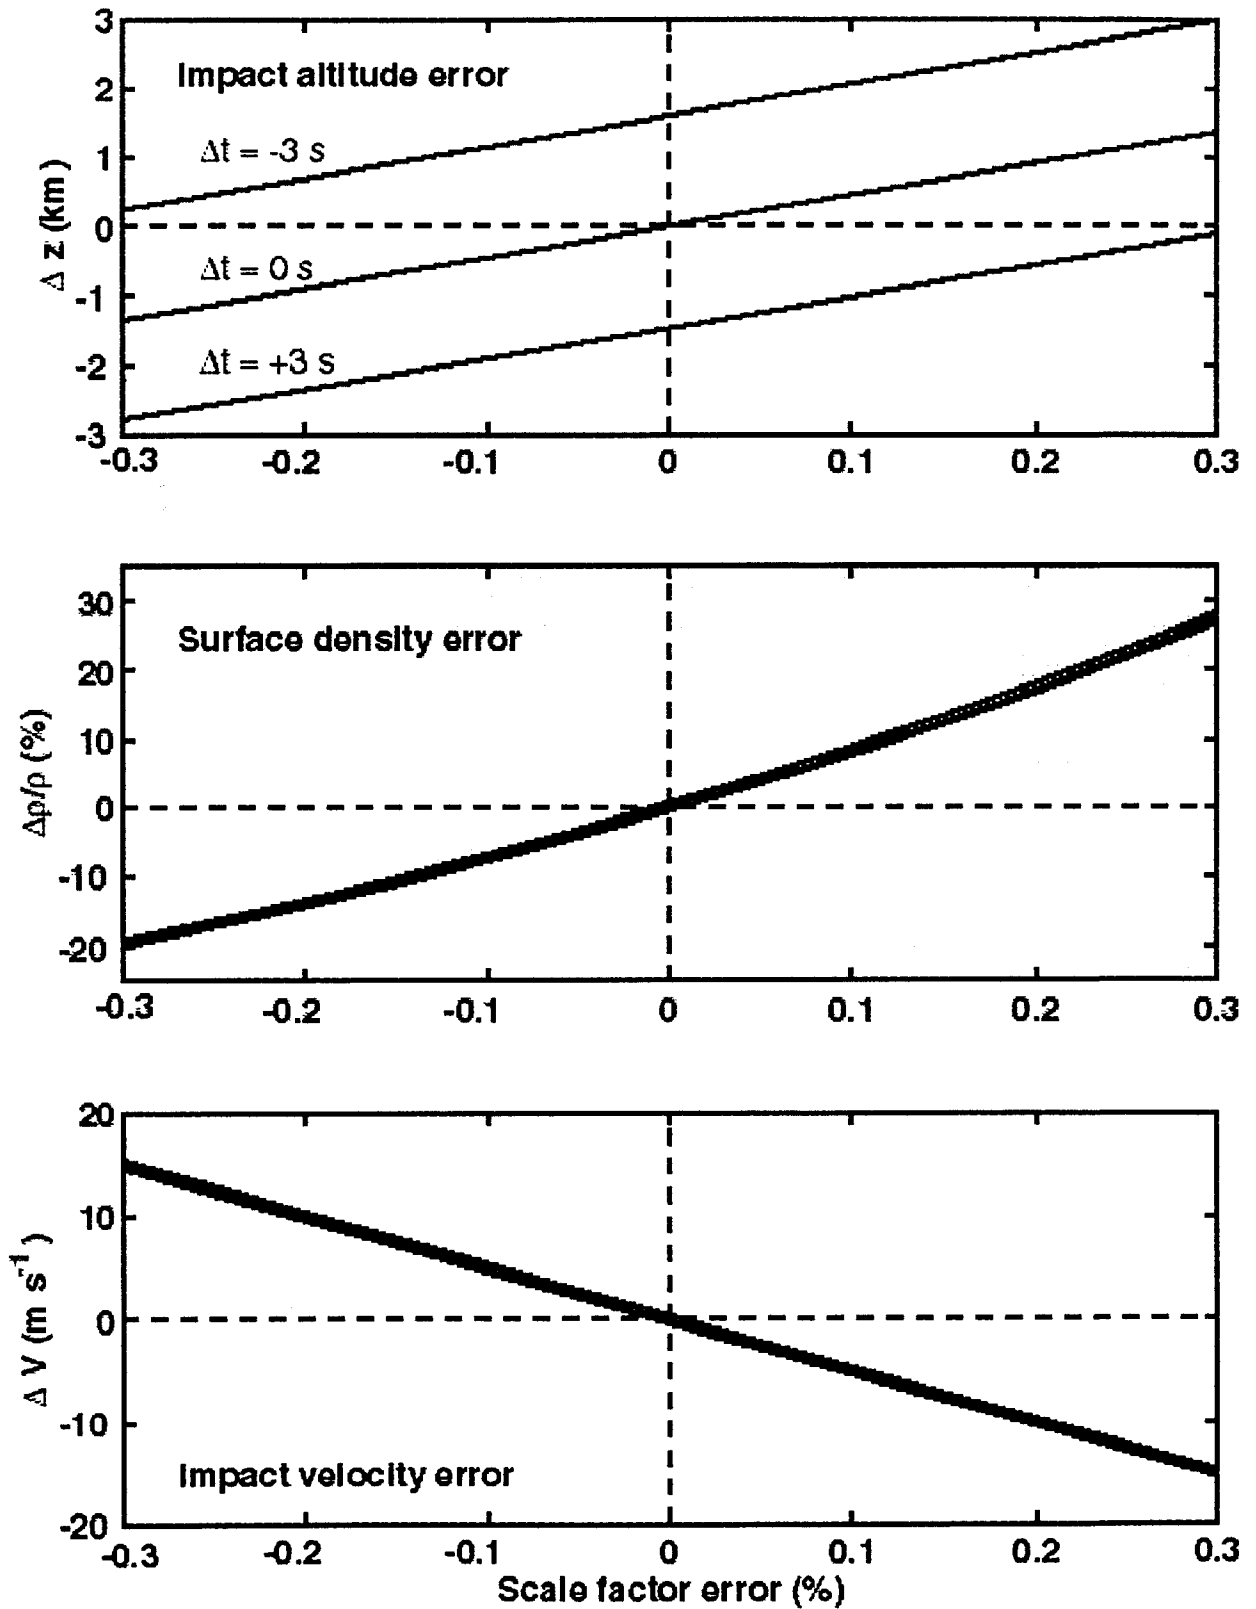 3
Impact altitude error
2
Δt = -3 s
1
Δ z (km)
0
Δt = 0 s
-1
Δt = +3 s
-2
-3
-0.3 -0.2 -0.1 0 0.1 0.2 0.3
30
Surface density error
20
10
Δρ/ρ (%)
0
-10
-20
-0.3 -0.2 -0.1 0 0.1 0.2 0.3
20
10
Δ V (m s⁻¹)
0
-10
Impact velocity error
-20
-0.3 -0.2 -0.1 0 0.1 0.2 0.3
Scale factor error (%)